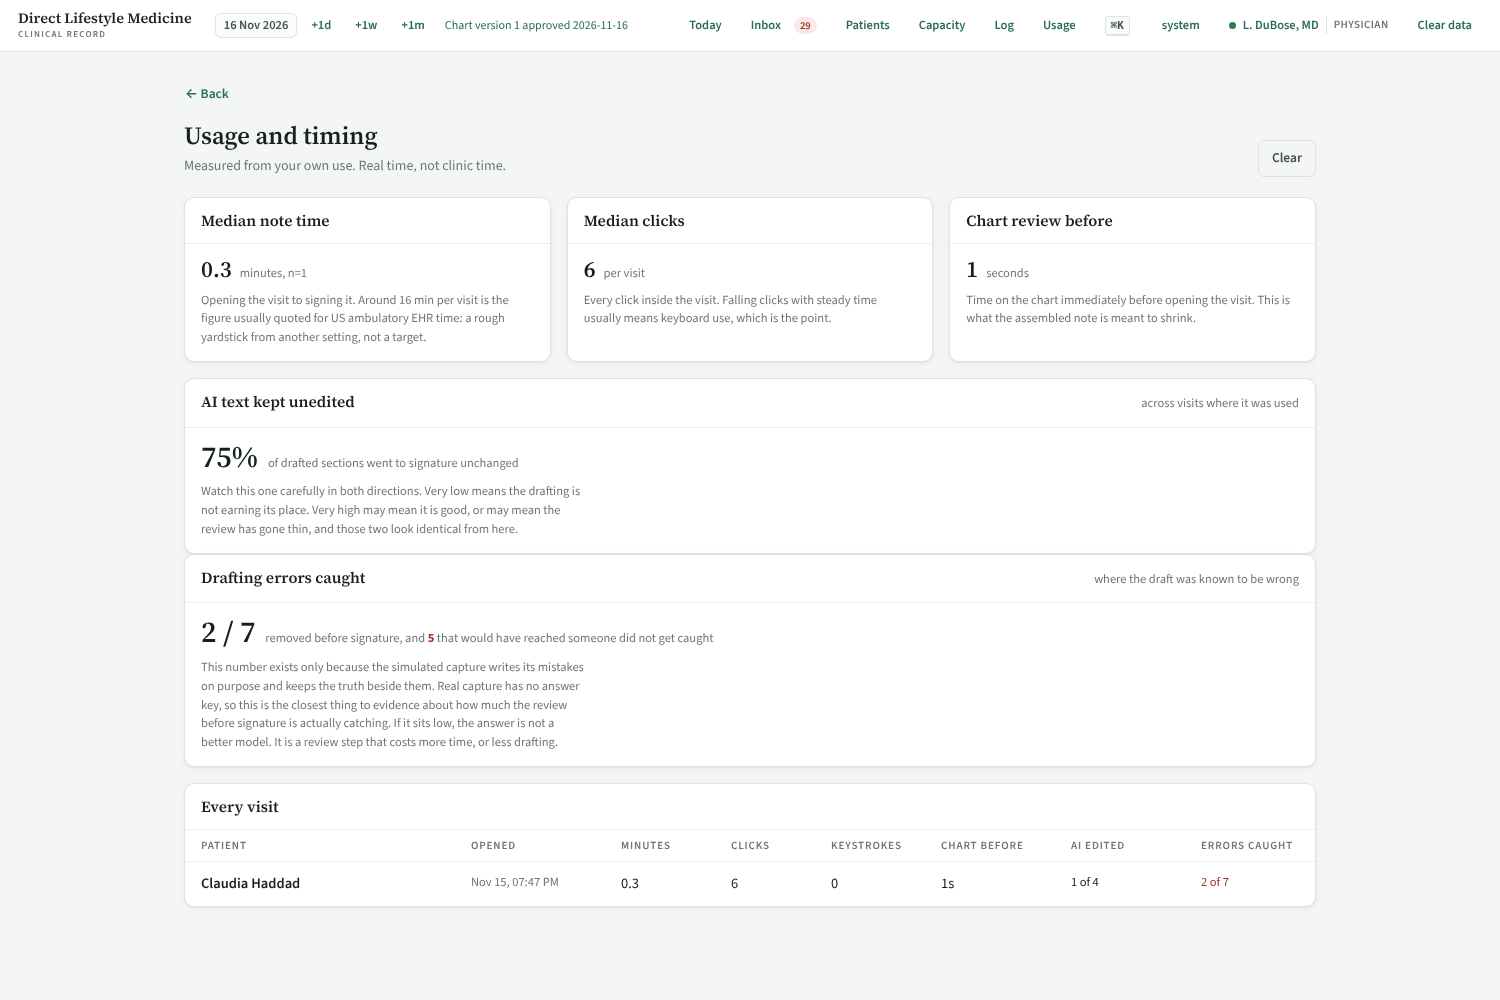 Direct Lifestyle Medicine
CLINICAL RECORD
16 Nov 2026 +1d +1w +1m Chart version 1 approved 2026-11-16 Today Inbox 29 Patients Capacity Log Usage ⌘K system L. DuBose, MD PHYSICIAN Clear data
← Back
Usage and timing
Measured from your own use. Real time, not clinic time.
Clear
Median note time
0.3 minutes, n=1
Opening the visit to signing it. Around 16 min per visit is the
figure usually quoted for US ambulatory EHR time: a rough
yardstick from another setting, not a target.
Median clicks
6 per visit
Every click inside the visit. Falling clicks with steady time
usually means keyboard use, which is the point.
Chart review before
1 seconds
Time on the chart immediately before opening the visit. This is
what the assembled note is meant to shrink.
AI text kept unedited across visits where it was used
75% of drafted sections went to signature unchanged
Watch this one carefully in both directions. Very low means the drafting is
not earning its place. Very high may mean it is good, or may mean the
review has gone thin, and those two look identical from here.
Drafting errors caught where the draft was known to be wrong
2 / 7 removed before signature, and 5 that would have reached someone did not get caught
This number exists only because the simulated capture writes its mistakes
on purpose and keeps the truth beside them. Real capture has no answer
key, so this is the closest thing to evidence about how much the review
before signature is actually catching. If it sits low, the answer is not a
better model. It is a review step that costs more time, or less drafting.
Every visit
PATIENT OPENED MINUTES CLICKS KEYSTROKES CHART BEFORE AI EDITED ERRORS CAUGHT
Claudia Haddad Nov 15, 07:47 PM 0.3 6 0 1s 1 of 4 2 of 7